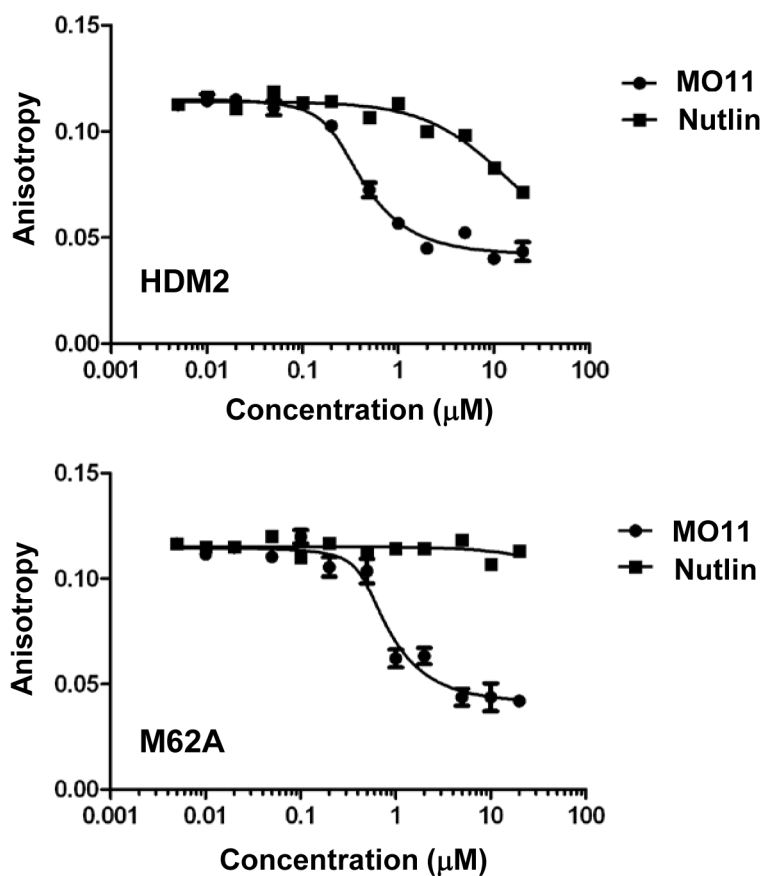 0.15
MO11
Nutlin
0.10
Anisotropy
0.05
HDM2
0.00
0.001 0.01 0.1 1 10 100
Concentration (μM)
0.15
MO11
Nutlin
0.10
Anisotropy
0.05
M62A
0.00
0.001 0.01 0.1 1 10 100
Concentration (μM)